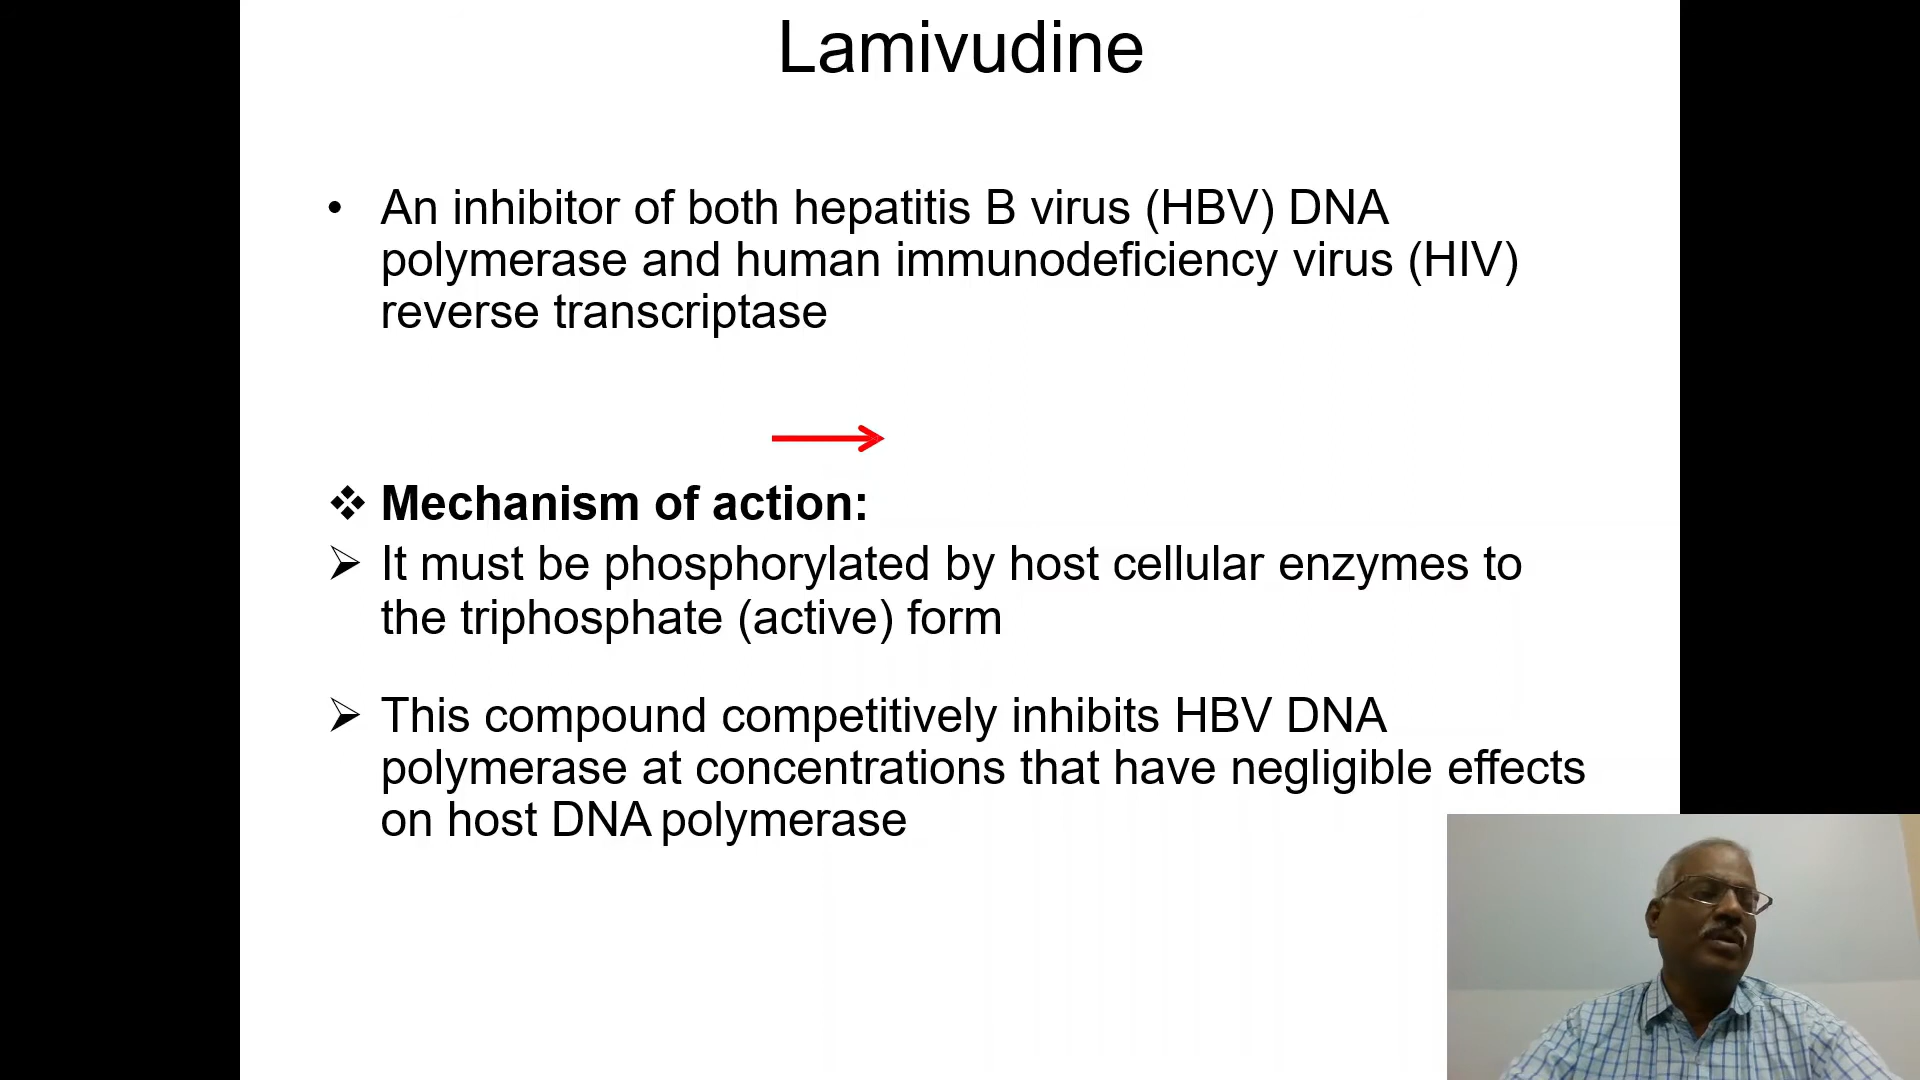 Lamivudine
• An inhibitor of both hepatitis B virus (HBV) DNA
polymerase and human immunodeficiency virus (HIV)
reverse transcriptase
❖ Mechanism of action:
➢ It must be phosphorylated by host cellular enzymes to
the triphosphate (active) form
➢ This compound competitively inhibits HBV DNA
polymerase at concentrations that have negligible effects
on host DNA polymerase